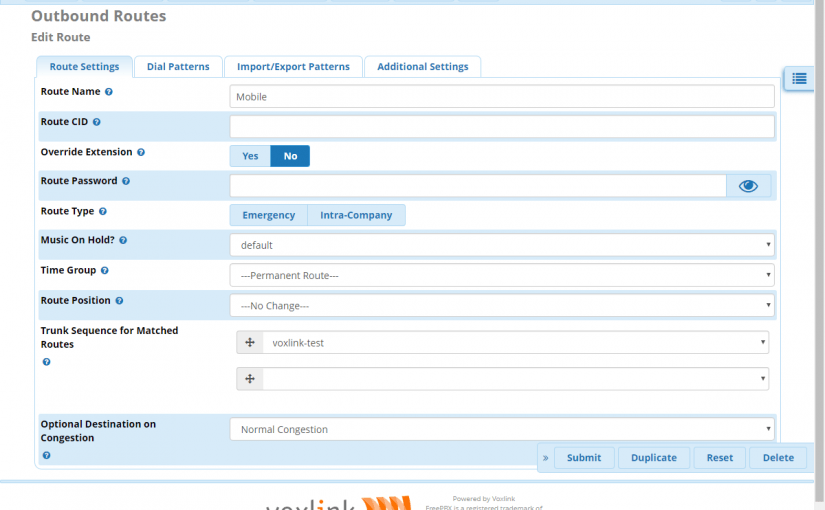 Outbound Routes
Edit Route
Route Settings
Dial Patterns
Import/Export Patterns
Additional Settings
Route Name
Mobile
Route CID
Override Extension
Yes
No
Route Password
Route Type
Emergency
Intra-Company
Music On Hold?
default
Time Group
---Permanent Route---
Route Position
---No Change---
Trunk Sequence for Matched
Routes
voxlink-test
Optional Destination on
Congestion
Normal Congestion
» Submit Duplicate Reset Delete
voxlink
Powered by Voxlink
FreePBX is a registered trademark of